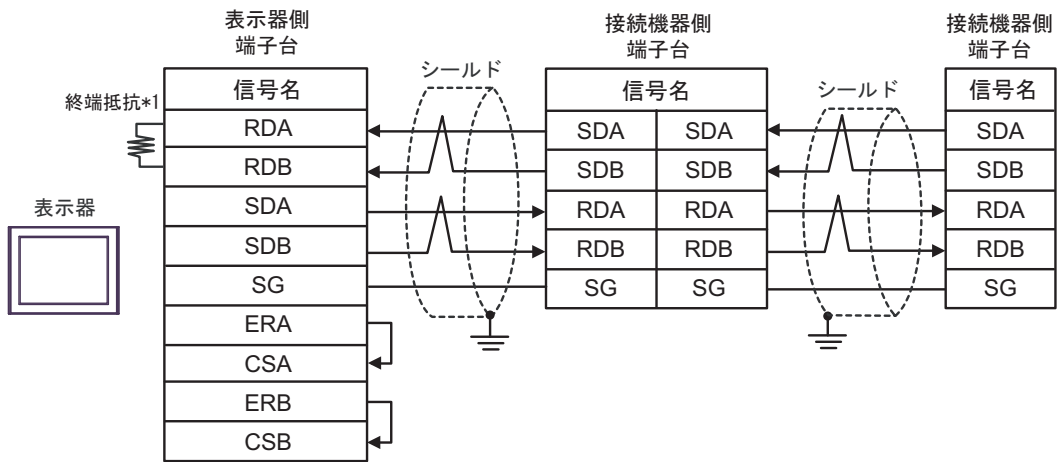 表示器側
端子台
接続機器側
端子台
接続機器側
端子台
シールド
シールド
終端抵抗*1
表示器
信号名
RDA
RDB
SDA
SDB
SG
ERA
CSA
ERB
CSB
信号名
SDA SDA
SDB SDB
RDA RDA
RDB RDB
SG SG
信号名
SDA
SDB
RDA
RDB
SG